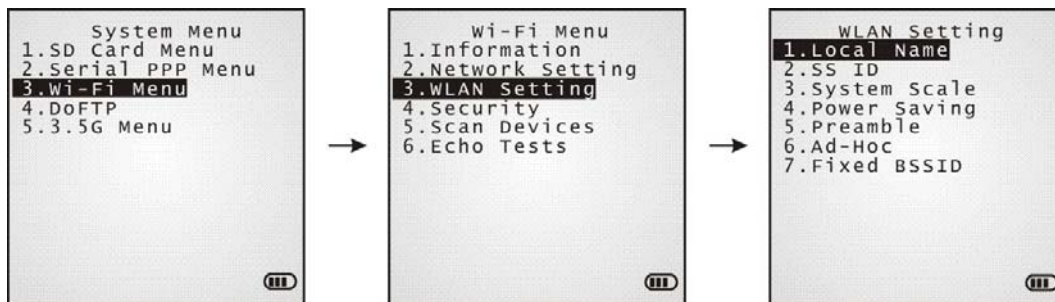 System Menu
1.SD Card Menu
2.Serial PPP Menu
3.Wi-Fi Menu
4.DoFTP
5.3.5G Menu
Wi-Fi Menu
1.Information
2.Network Setting
3.WLAN Setting
4.Security
5.Scan Devices
6.Echo Tests
WLAN Setting
1.Local Name
2.SS ID
3.System Scale
4.Power Saving
5.Preamble
6.Ad-Hoc
7.Fixed BSSID